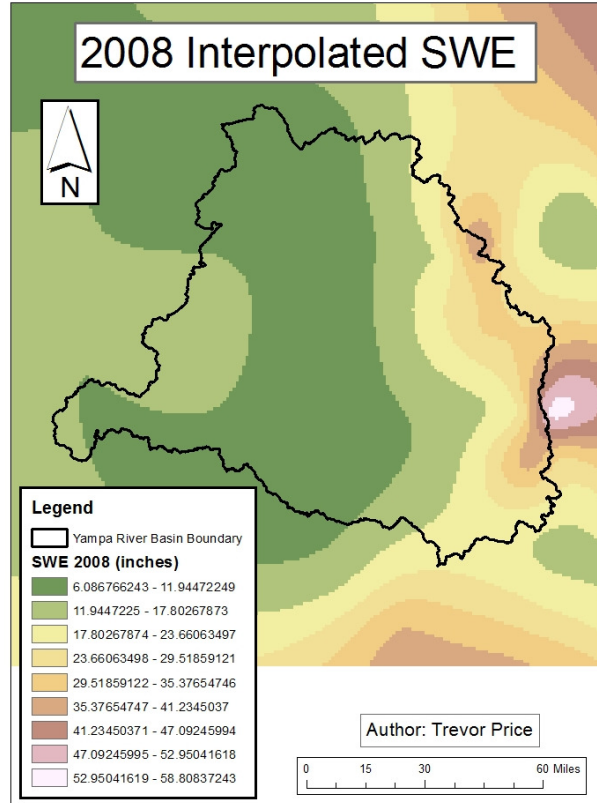 2008 Interpolated SWE
N
Legend
Yampa River Basin Boundary
SWE 2008 (inches)
6.086766243 - 11.94472249
11.9447225 - 17.80267873
17.80267874 - 23.66063497
23.66063498 - 29.51859121
29.51859122 - 35.37654746
35.37654747 - 41.2345037
41.23450371 - 47.09245994
47.09245995 - 52.95041618
52.95041619 - 58.80837243
Author: Trevor Price
0 15 30 60 Miles